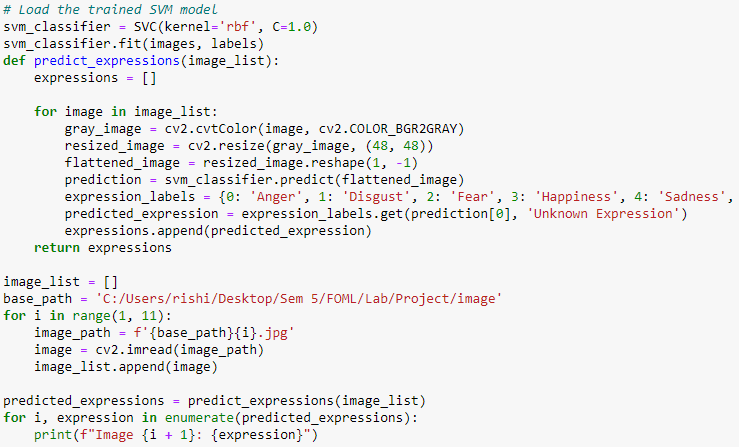 # Load the trained SVM model
svm_classifier = SVC(kernel='rbf', C=1.0)
svm_classifier.fit(images, labels)
def predict_expressions(image_list):
    expressions = []

    for image in image_list:
        gray_image = cv2.cvtColor(image, cv2.COLOR_BGR2GRAY)
        resized_image = cv2.resize(gray_image, (48, 48))
        flattened_image = resized_image.reshape(1, -1)
        prediction = svm_classifier.predict(flattened_image)
        expression_labels = {0: 'Anger', 1: 'Disgust', 2: 'Fear', 3: 'Happiness', 4: 'Sadness',
        predicted_expression = expression_labels.get(prediction[0], 'Unknown Expression')
        expressions.append(predicted_expression)
    return expressions

image_list = []
base_path = 'C:/Users/rishi/Desktop/Sem 5/FOML/Lab/Project/image'
for i in range(1, 11):
    image_path = f'{base_path}{i}.jpg'
    image = cv2.imread(image_path)
    image_list.append(image)

predicted_expressions = predict_expressions(image_list)
for i, expression in enumerate(predicted_expressions):
    print(f"Image {i + 1}: {expression}")